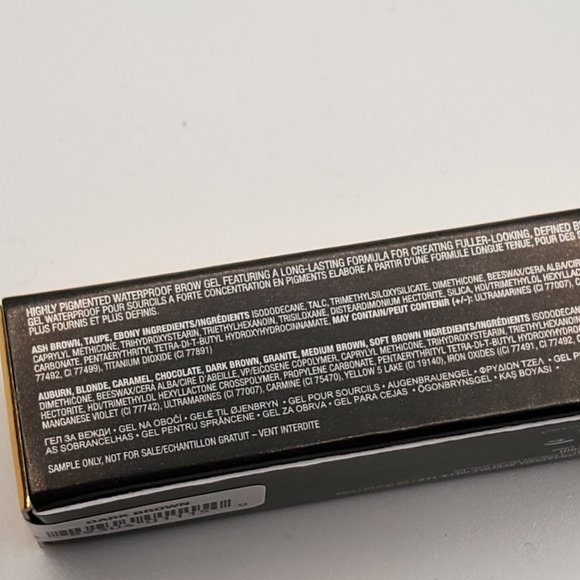 HIGHLY PIGMENTED WATERPROOF BROW GEL FEATURING A LONG-LASTING FORMULA FOR CREATING FULLER-LOOKING, DEFINED B
GEL WATERPROOF POUR SOURCILS A FORTE CONCENTRATION EN PIGMENTS ELABORE A PARTIR D'UNE FORMULE LONGUE TENUE, POUR DES S
PLUS FOURNIS ET PLUS DEFINIS.
ASH BROWN, TAUPE, EBONY INGREDIENTS/INGRÉDIENTS ISODODECANE, TALC, TRIMETHYLSILOXYSILICATE, DIMETHICONE, BEESWAX/CERA ALBA/CIRE
CAPRYLYL METHICONE, TRIHYDROXYSTEARIN, TRIETHYLHEXANOIN, TRISILOXANE, DISTEARDIMONIUM HECTORITE, SILICA, HDI/TRIMETHYLOL HEXYLLAC
CARBONATE, PENTAERYTHRITYL TETRA-DI-T-BUTYL HYDROXYHYDROCINNAMATE, MAY CONTAIN/PEUT CONTENIR (+/-): ULTRAMARINES (CI 77007),
77492, CI 77499), TITANIUM DIOXIDE (CI 77891)
AUBURN, BLONDE, CARAMEL, CHOCOLATE, DARK BROWN, GRANITE, MEDIUM BROWN, SOFT BROWN INGREDIENTS/INGRÉDIENTS ISODODECANE,
DIMETHICONE, BEESWAX/CERA ALBA/CIRE D'ABEILLE, VP/EICOSENE COPOLYMER, CAPRYLYL METHICONE, TRIHYDROXYSTEARIN,
HECTORITE, HDI/TRIMETHYLOL HEXYLLACTONE CROSSPOLYMER, PROPYLENE CARBONATE, PENTAERYTHRITYL TETRA-DI-T-BUTYL
MANGANESE VIOLET (CI 77742), ULTRAMARINES (CI 77007), CARMINE (CI 75470), YELLOW 5 LAKE (CI 19140), IRON OXIDES (CI 77491, CI 77492,
ГЕЛ ЗА ВЕЖДИ • GEL NA OBOČÍ • GELÉ TIL ØJENBRYN • GEL POUR SOURCILS • AUGENBRAUENGEL • ΦΡΥΔΙΩΝ ΤΖΕΛ •
AS SOBRANCELHAS • GEL PENTRU SPRÂNCENE • GEL ZA OBRVA • GEL PARA CEJAS • ÖGONBRYNSGEL • KAŞ BOYASI •
SAMPLE ONLY, NOT FOR SALE/ECHANTILLON GRATUIT – VENT INTERDITE
DARK BROWN